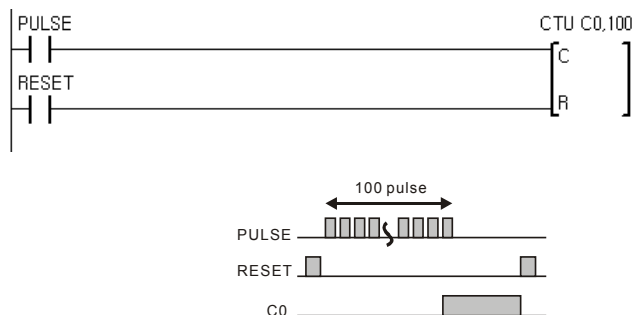 PULSE
CTU C0,100
C
RESET
R
100 pulse
PULSE
RESET
C0